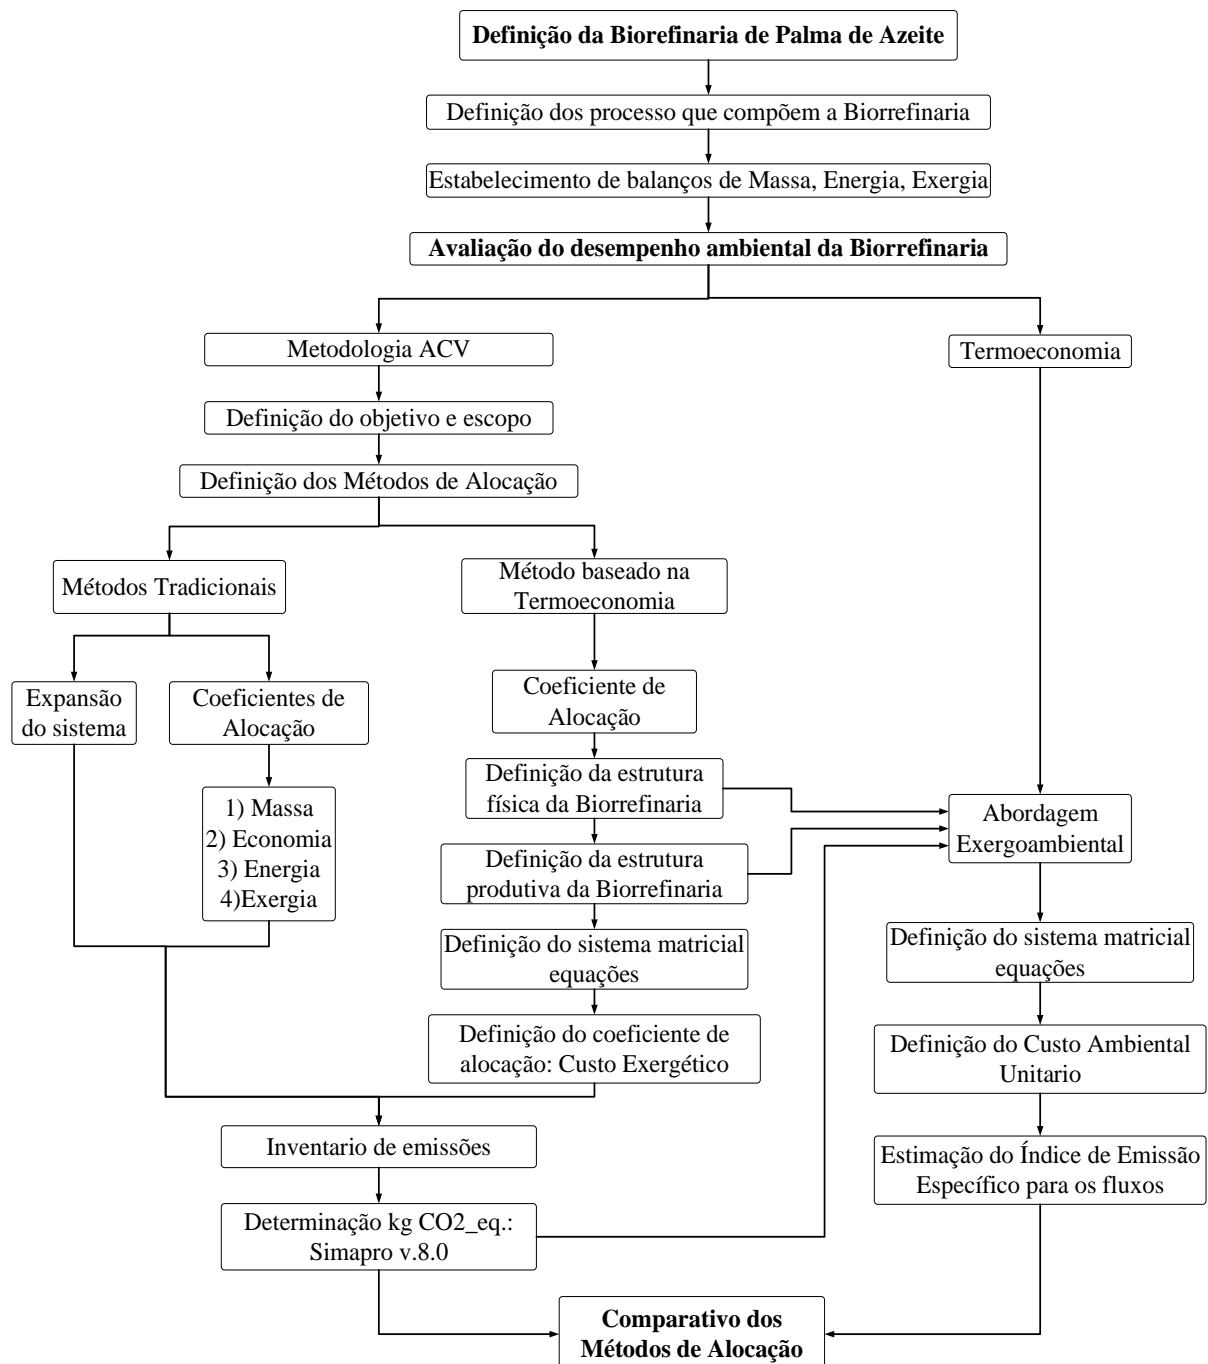 Definição da Biorefinaria de Palma de Azeite
Definição dos processo que compõem a Biorrefinaria
Estabelecimento de balanços de Massa, Energia, Exergia
Avaliação do desempenho ambiental da Biorrefinaria
Metodologia ACV
Termoeconomia
Definição do objetivo e escopo
Definição dos Métodos de Alocação
Métodos Tradicionais
Método baseado na
Termoeconomia
Expansão
do sistema
Coeficientes de
Alocação
Coeficiente de
Alocação
1) Massa
2) Economia
3) Energia
4)Exergia
Definição da estrutura
física da Biorrefinaria
Definição da estrutura
produtiva da Biorrefinaria
Definição do sistema matricial
equações
Definição do coeficiente de
alocação: Custo Exergético
Abordagem
Exergoambiental
Definição do sistema matricial
equações
Definição do Custo Ambiental
Unitario
Estimação do Índice de Emissão
Específico para os fluxos
Inventario de emissões
Determinação kg CO2_eq.:
Simapro v.8.0
Comparativo dos
Métodos de Alocação